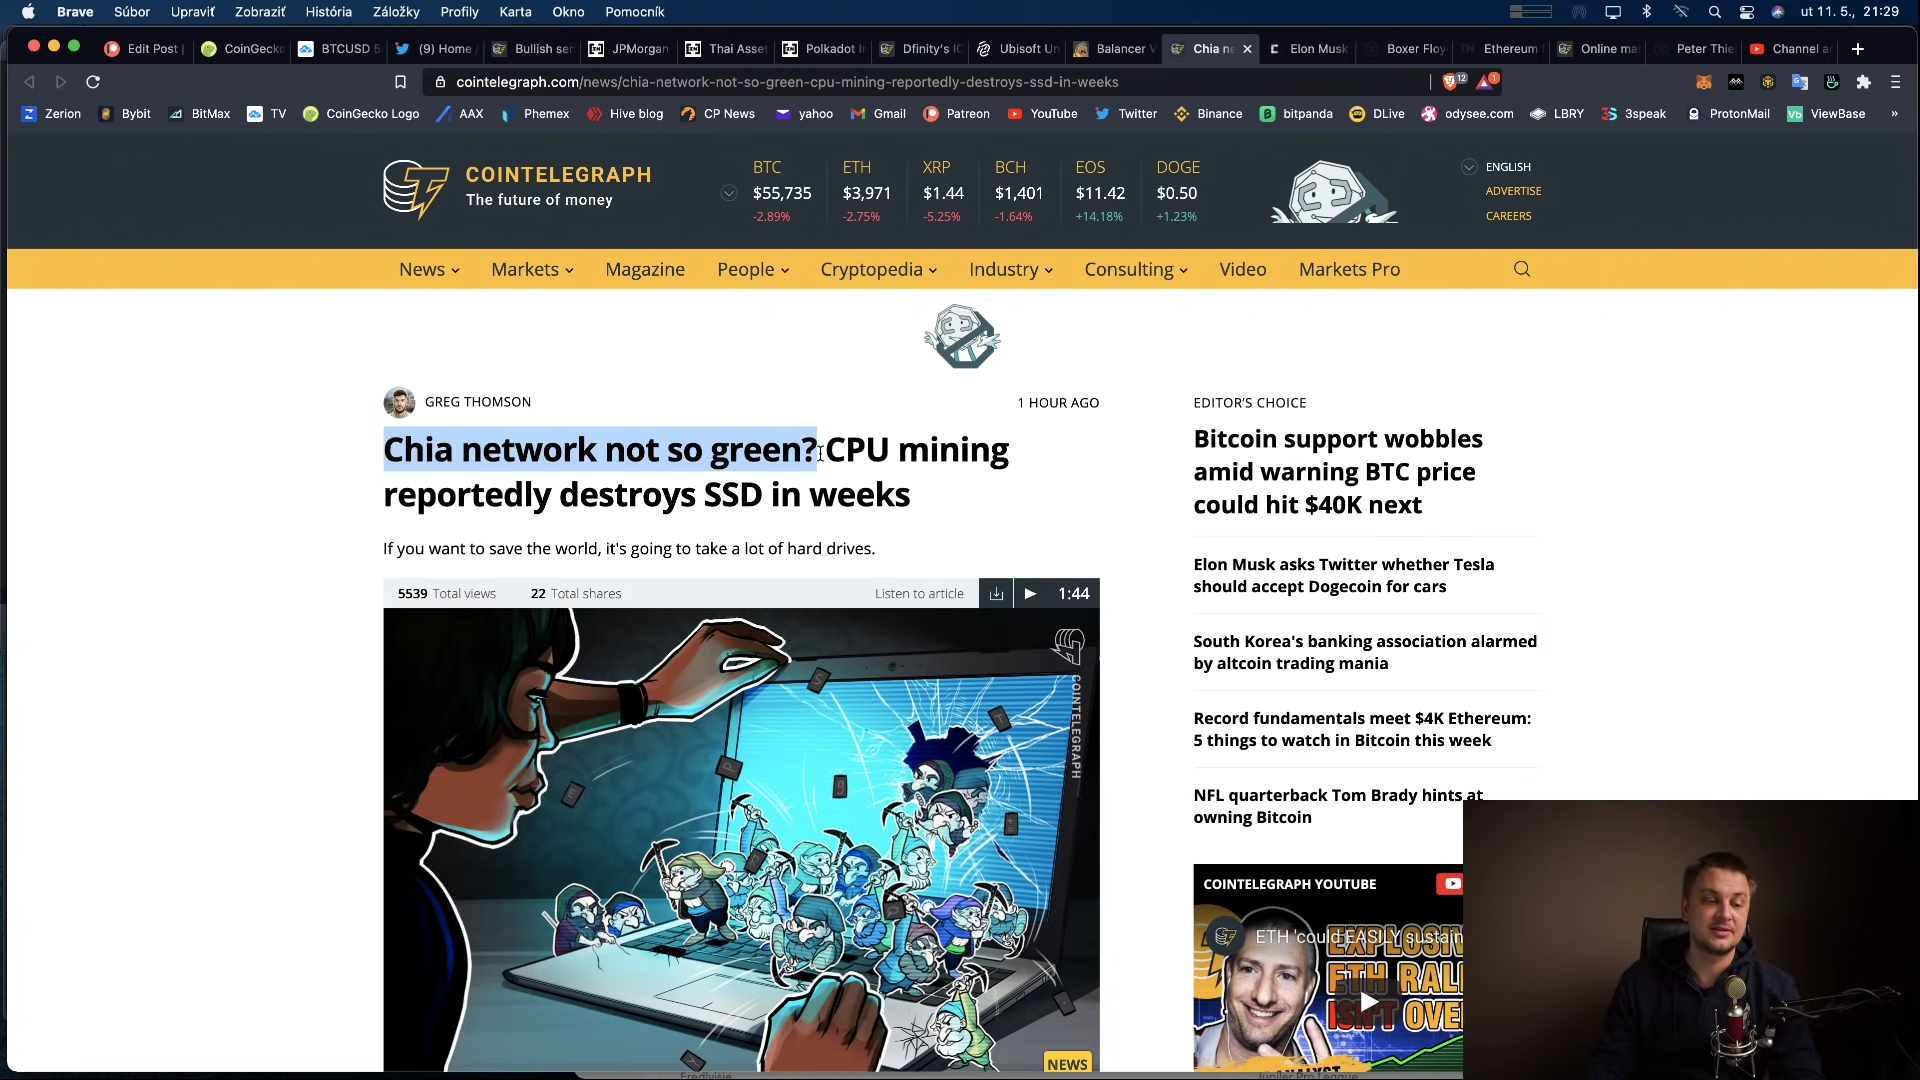 Brave Súbor Upraviť Zobraziť História Záložky Profily Karta Okno Pomocník ut 11. 5., 21:29
Edit Post CoinGecko BTCUSD 5 (9) Home Bullish sen JPMorgan Thai Asset Polkadot I Dfinity's IC Ubisoft Un Balancer V Chia ne Elon Musk Boxer Floy Ethereum Online ma Peter Thie Channel a
cointelegraph.com/news/chia-network-not-so-green-cpu-mining-reportedly-destroys-ssd-in-weeks 12 1
Zerion Bybit BitMax TV CoinGecko Logo AAX Phemex Hive blog CP News yahoo Gmail Patreon YouTube Twitter Binance bitpanda DLive odysee.com LBRY 3speak ProtonMail ViewBase »
COINTELEGRAPH
The future of money
BTC ETH XRP BCH EOS DOGE
$55,735 $3,971 $1.44 $1,401 $11.42 $0.50
-2.89% -2.75% -5.25% -1.64% +14.18% +1.23%
ENGLISH
ADVERTISE
CAREERS
News Markets Magazine People Cryptopedia Industry Consulting Video Markets Pro
GREG THOMSON 1 HOUR AGO
Chia network not so green? CPU mining
reportedly destroys SSD in weeks
If you want to save the world, it's going to take a lot of hard drives.
5539 Total views 22 Total shares Listen to article 1:44
COINTELEGRAPH
NEWS
EDITOR'S CHOICE
Bitcoin support wobbles
amid warning BTC price
could hit $40K next
Elon Musk asks Twitter whether Tesla
should accept Dogecoin for cars
South Korea's banking association alarmed
by altcoin trading mania
Record fundamentals meet $4K Ethereum:
5 things to watch in Bitcoin this week
NFL quarterback Tom Brady hints at
owning Bitcoin
COINTELEGRAPH YOUTUBE
ETH 'could EASILY sustain
EXPLOSIV
ETH RAL
ISN'T OVE